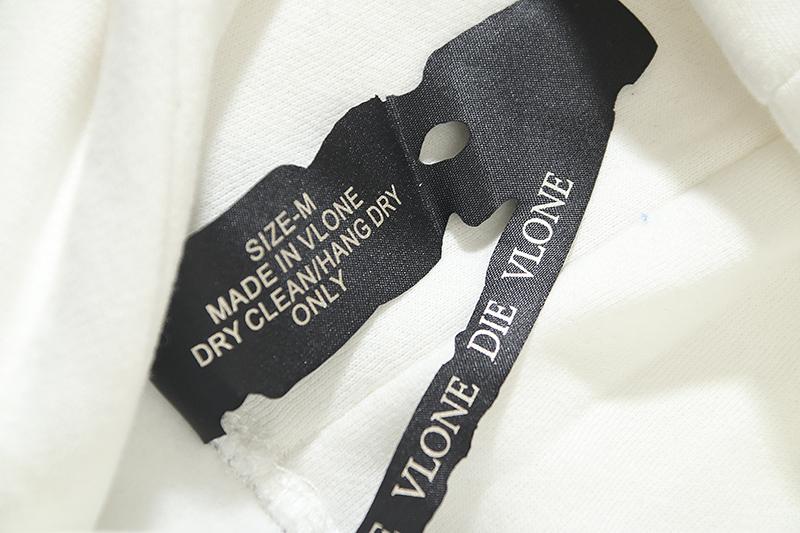 SIZE-M
MADE IN VLONE
DRY CLEAN/HANG DRY
ONLY
E VLONE DIE VLONE